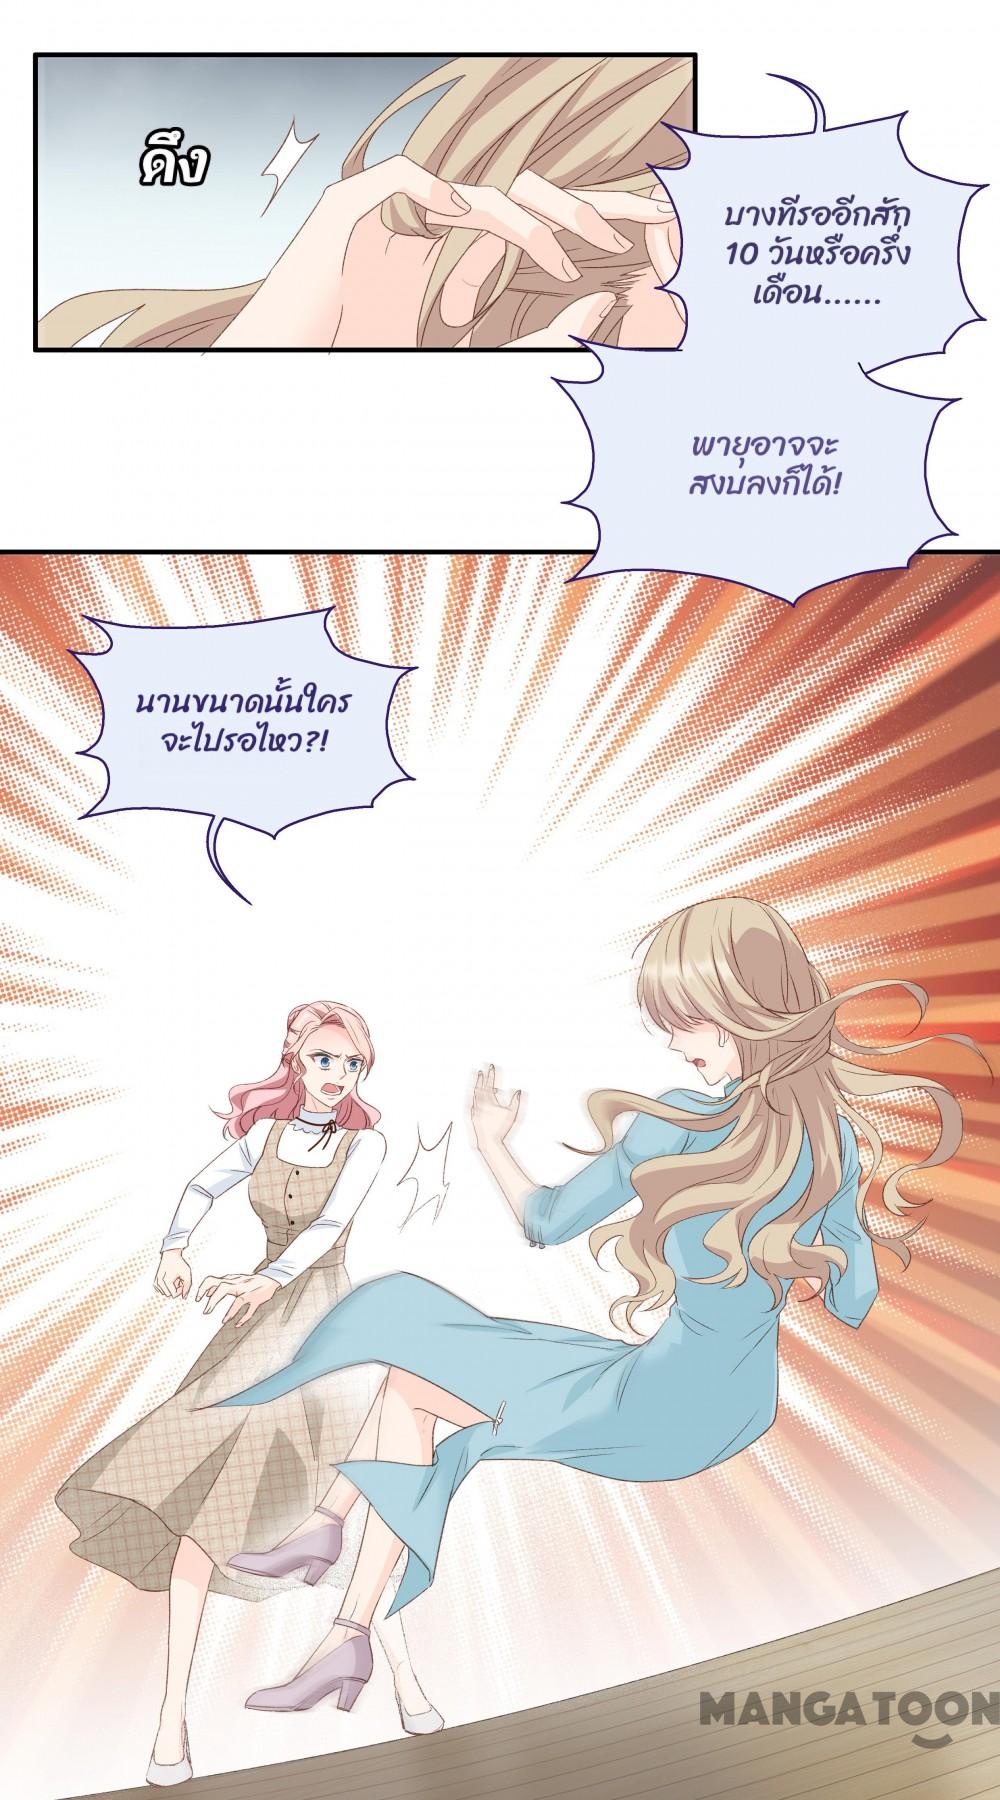 ดึง
บางทีรออีกสัก
10 วันหรือครึ่ง
เดือน......
พายุอาจจะ
สงบลงก็ได้!
นานขนาดนั้นใคร
จะไปรอไหว?!
MANGATOON